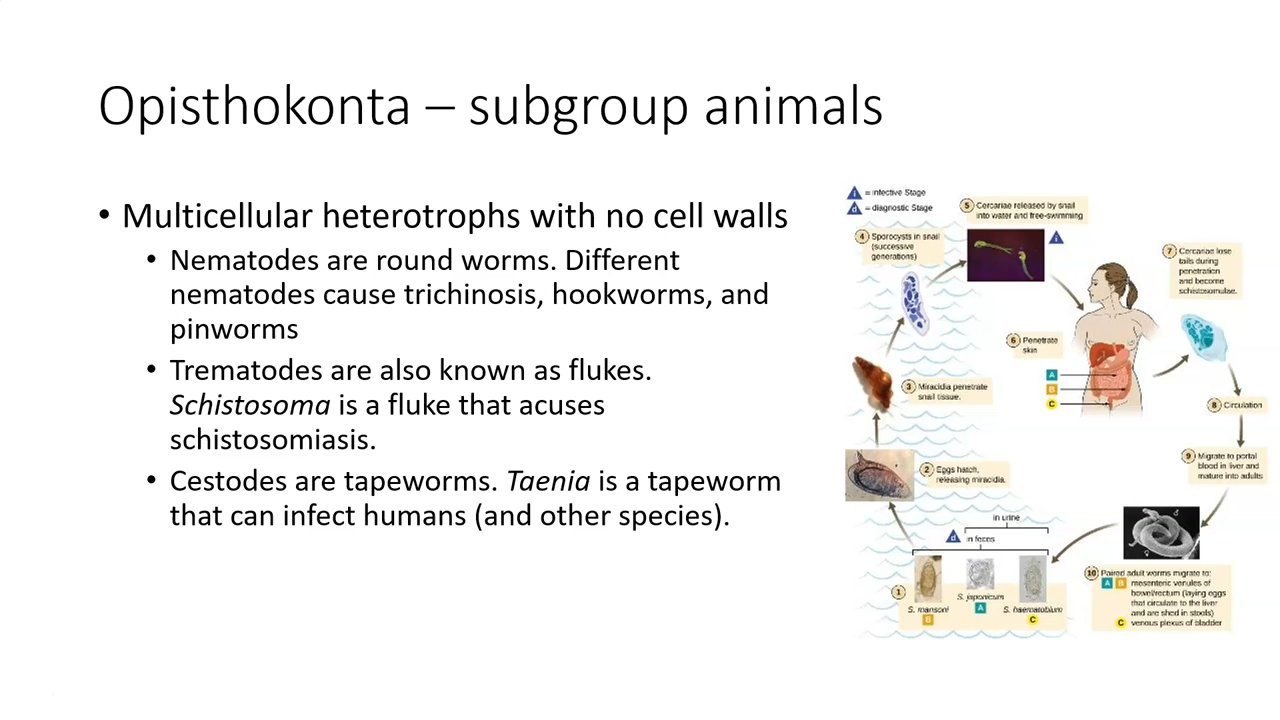 Opisthokonta – subgroup animals
• Multicellular heterotrophs with no cell walls
• Nematodes are round worms. Different
nematodes cause trichinosis, hookworms, and
pinworms
• Trematodes are also known as flukes.
Schistosoma is a fluke that acuses
schistosomiasis.
• Cestodes are tapeworms. Taenia is a tapeworm
that can infect humans (and other species).
i = infective Stage
d = diagnostic Stage
5 Cercariae released by snail
into water and free-swimming
i
4 Sporocysts in snail
(successive
generations)
7 Cercariae lose
tails during
penetration
and become
schistosomulae.
6 Penetrate
skin
A
B
C
3 Miracidia penetrate
snail tissue.
8 Circulation
9 Migrate to portal
blood in liver and
mature into adults
2 Eggs hatch,
releasing miracidia.
in urine
d in feces
1
S. mansoni
B
S. japonicum
A
S. haematobium
C
♂
♀
10 Paired adult worms migrate to:
A B mesenteric venules of
bowel/rectum (laying eggs
that circulate to the liver
and are shed in stools)
C venous plexus of bladder